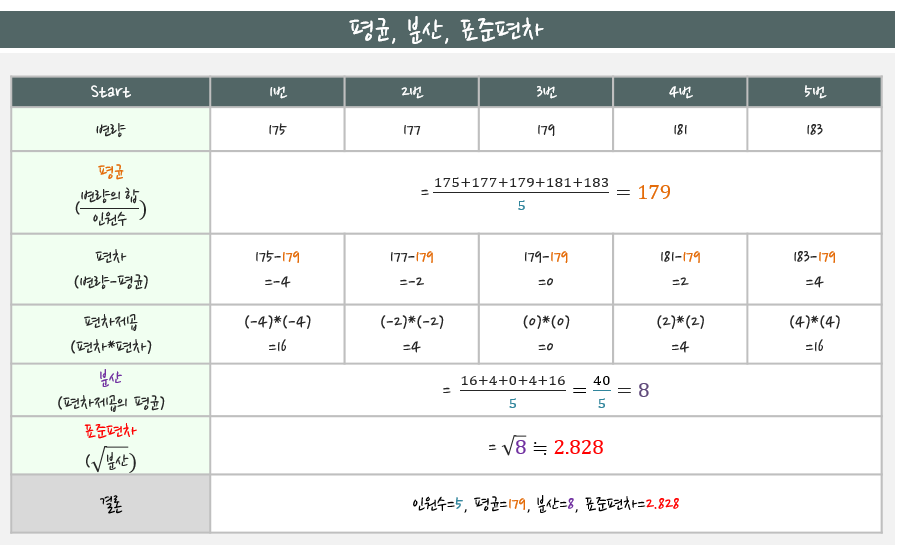 평균, 분산, 표준편차
Start 1번 2번 3번 4번 5번
변량 175 177 179 181 183
평균
(변량의 합/인원수)
= 175+177+179+181+183/5 = 179
편차
(변량-평균)
175-179 177-179 179-179 181-179 183-179
=-4 =-2 =0 =2 =4
편차제곱
(편차*편차)
(-4)*(-4) (-2)*(-2) (0)*(0) (2)*(2) (4)*(4)
=16 =4 =0 =4 =16
분산
(편차제곱의 평균)
= 16+4+0+4+16/5 = 40/5 = 8
표준편차
(√분산)
= √8 ≒ 2.828
결론 인원수=5, 평균=179, 분산=8, 표준편차=2.828